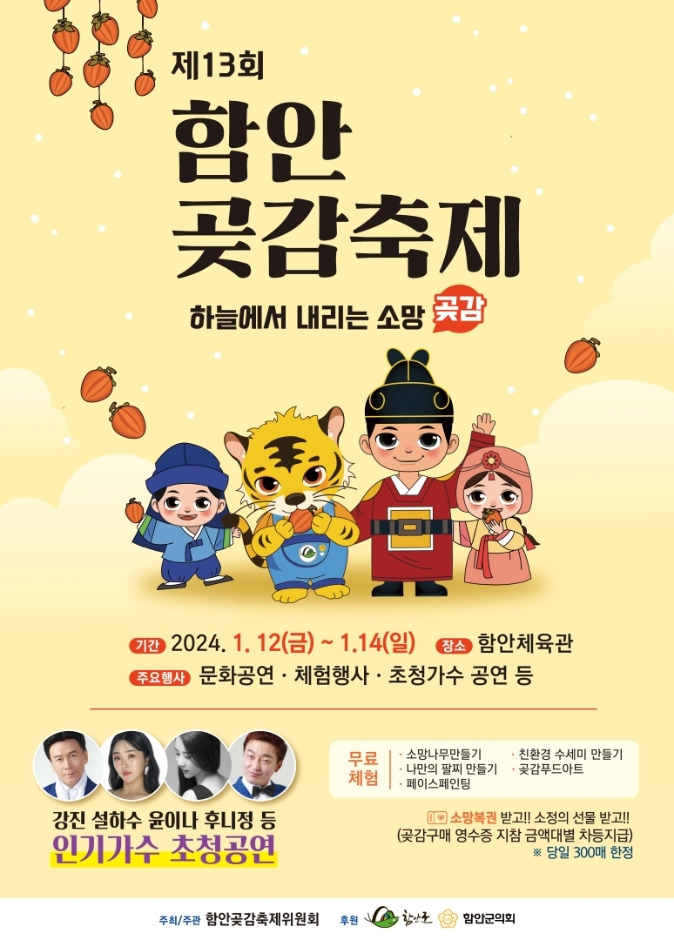 제13회
함안
곶감축제
하늘에서 내리는 소망 곶감
기간 2024. 1. 12(금) ~ 1.14(일) 장소 함안체육관
주요행사 문화공연 · 체험행사 · 초청가수 공연 등
강진 설하수 윤이나 후니정 등
인기가수 초청공연
무료
체험
· 소망나무만들기 · 친환경 수세미 만들기
· 나만의 팔찌 만들기 · 곶감푸드아트
· 페이스페인팅
소망복권 받고!! 소정의 선물 받고!!
(곶감구매 영수증 지참 금액대별 차등지급)
※ 당일 300매 한정
주최/주관 함안곶감축제위원회 후원 함안군 함안군의회